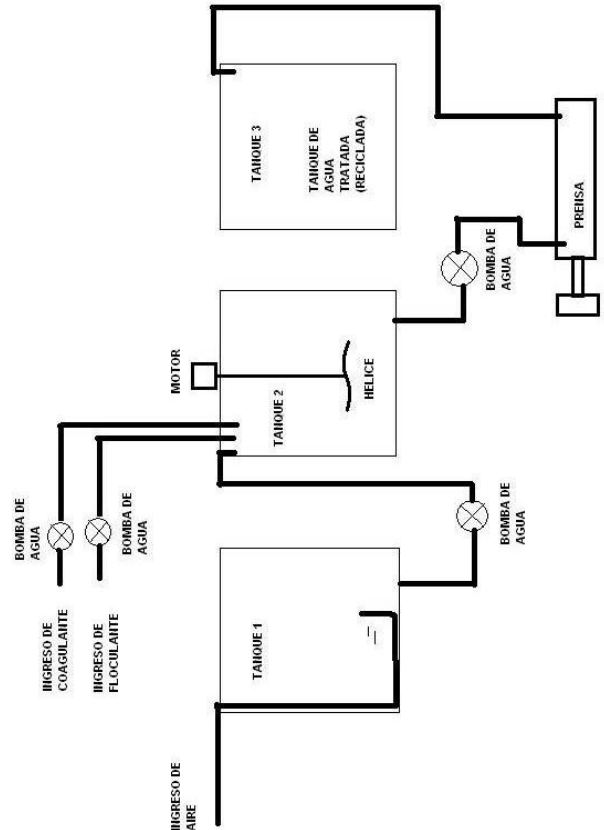 INGRESO DE
AIRE
TANQUE 1
INGRESO DE
COAGULANTE
INGRESO DE
FLOCULANTE
BOMBA DE
AGUA
BOMBA DE
AGUA
BOMBA DE
AGUA
MOTOR
TANQUE 2
HELICE
BOMBA DE
AGUA
TANQUE 3
TANQUE DE
AGUA
TRATADA
(RECICLADA)
PRENSA